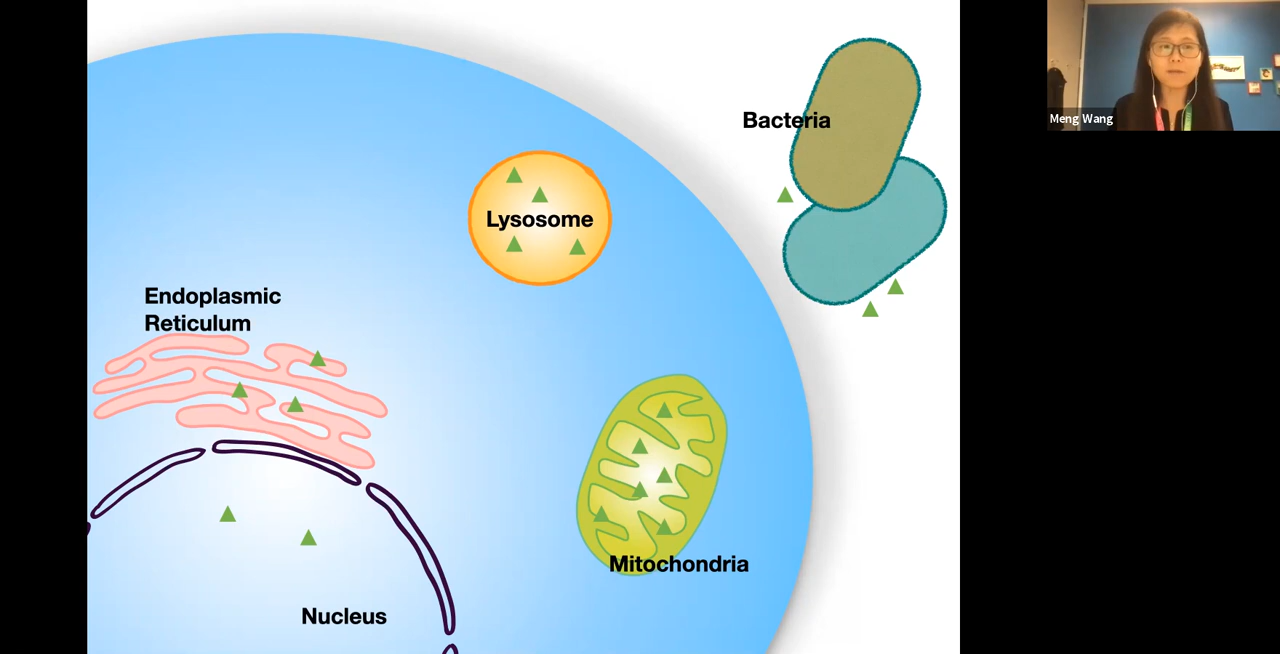 Bacteria
Meng Wang
Lysosome
Endoplasmic
Reticulum
Mitochondria
Nucleus